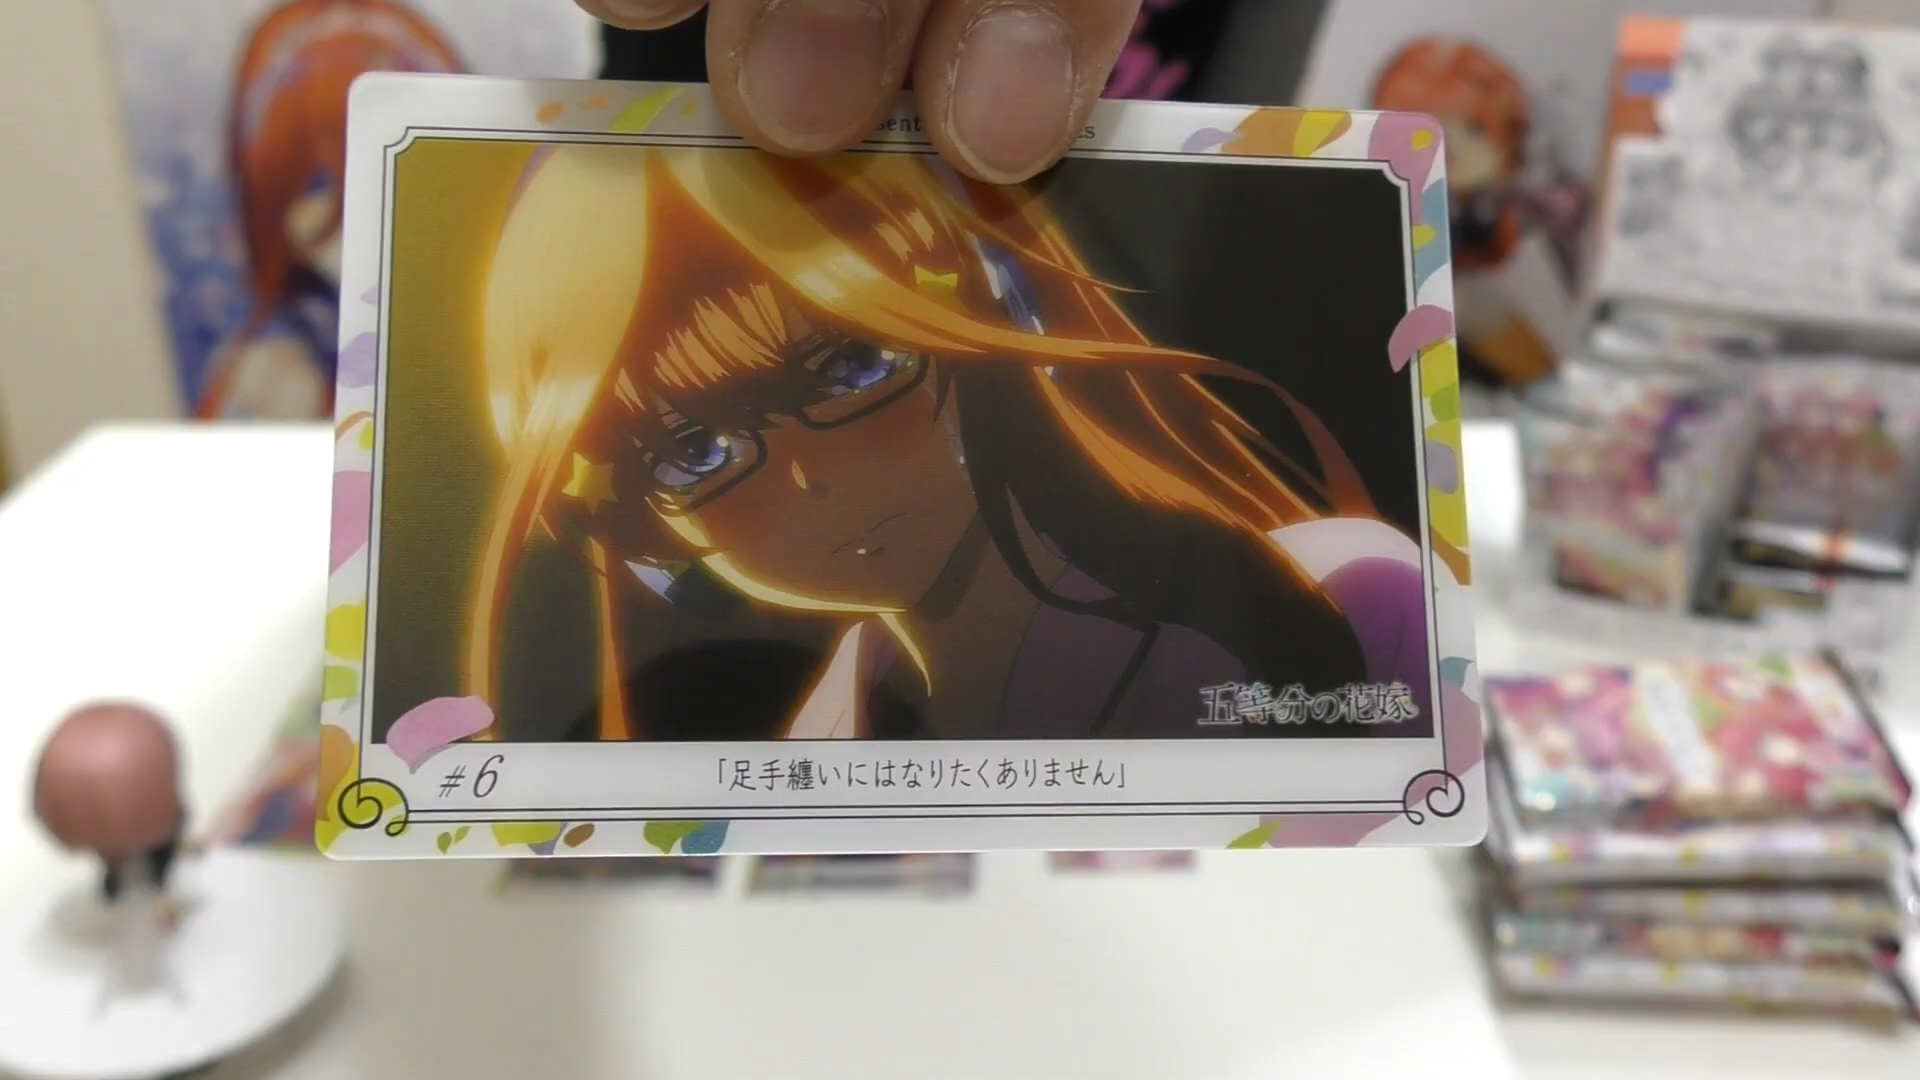 五等分の花嫁
#6 「足手纏いにはなりたくありません」